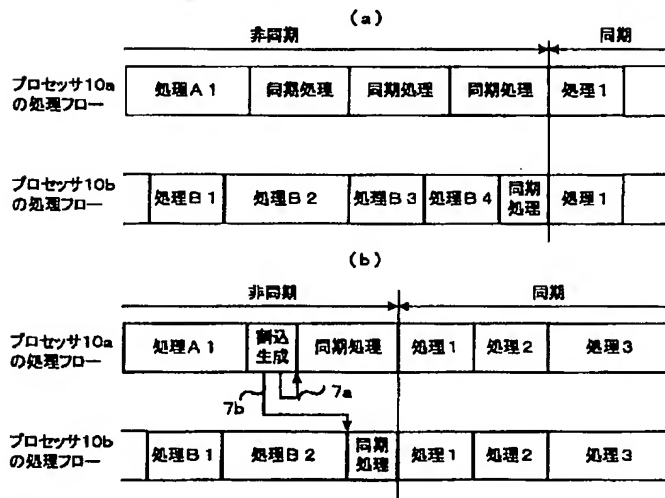 (a)
非同期 同期
プロセッサ10a
の処理フロー
処理A1 同期処理 同期処理 同期処理 処理1
プロセッサ10b
の処理フロー
処理B1 処理B2 処理B3 処理B4 同期
処理 処理1
(b)
非同期 同期
プロセッサ10a
の処理フロー
処理A1 割込
生成 同期処理 処理1 処理2 処理3
7b 7a
プロセッサ10b
の処理フロー
処理B1 処理B2 同期
処理 処理1 処理2 処理3